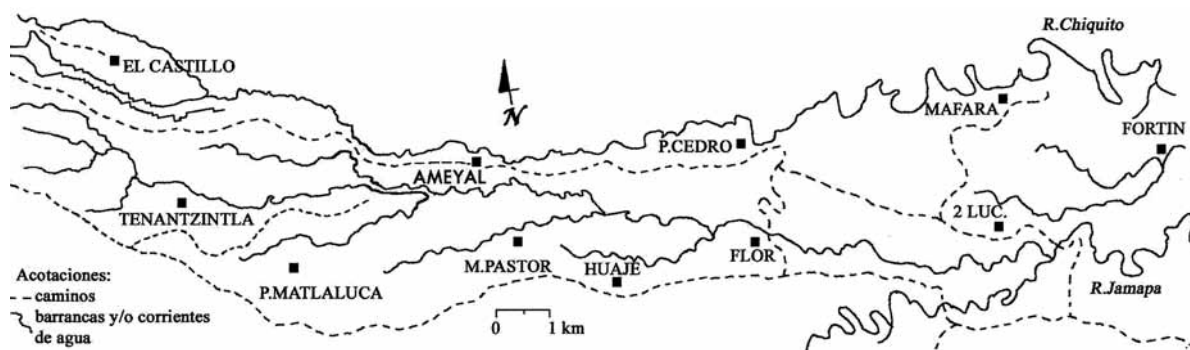 R.Chiquito
EL CASTILLO
MAFARA
FORTIN
N
P.CEDRO
AMEYAL
TENANTZINTLA
2 LUC.
M.PASTOR
HUAJE
FLOR
P.MATLALUCA
R.Jamapa
Acotaciones:
caminos
barrancas y/o corrientes
de agua
0 1 km